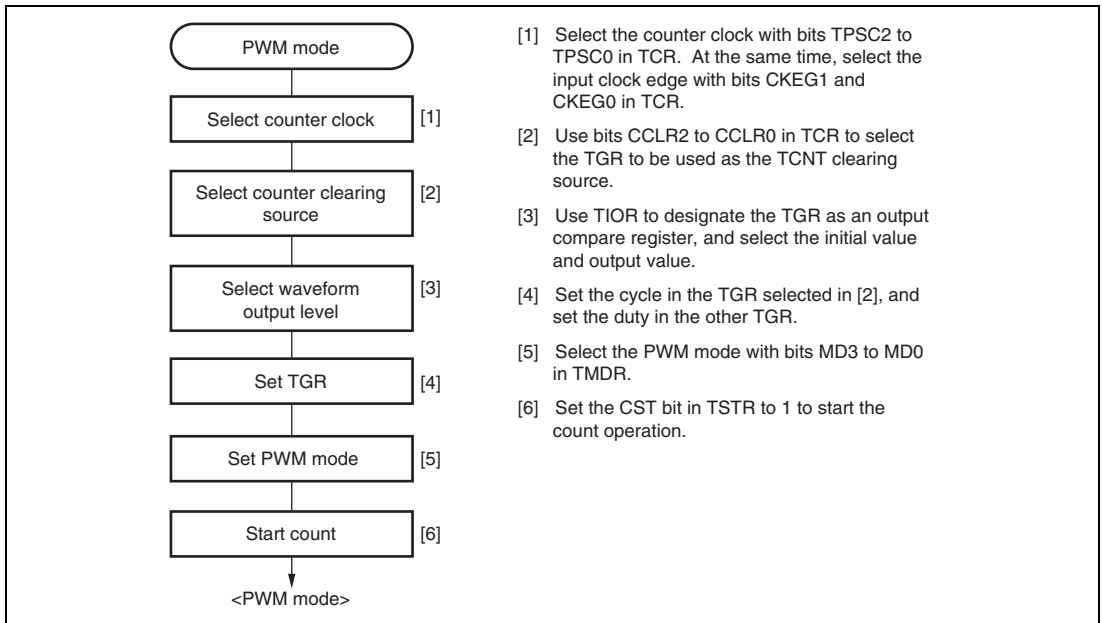 PWM mode
Select counter clock [1]
Select counter clearing
source
[2]
Select waveform
output level
[3]
Set TGR [4]
Set PWM mode [5]
Start count [6]
<PWM mode>
[1] Select the counter clock with bits TPSC2 to
TPSC0 in TCR. At the same time, select the
input clock edge with bits CKEG1 and
CKEG0 in TCR.
[2] Use bits CCLR2 to CCLR0 in TCR to select
the TGR to be used as the TCNT clearing
source.
[3] Use TIOR to designate the TGR as an output
compare register, and select the initial value
and output value.
[4] Set the cycle in the TGR selected in [2], and
set the duty in the other TGR.
[5] Select the PWM mode with bits MD3 to MD0
in TMDR.
[6] Set the CST bit in TSTR to 1 to start the
count operation.